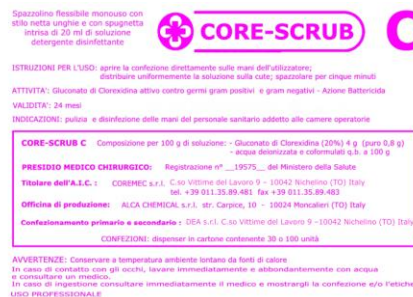 Spazzolino flessibile monouso con
stilo netta unghie e con spugnetta
intrisa di 20 ml di soluzione
detergente disinfettante
CORE-SCRUB
C
ISTRUZIONI PER L'USO: aprire la confezione direttamente sulle mani dell'utilizzatore;
distribuire uniformemente la soluzione sulla cute; spazzolare per cinque minuti
ATTIVITA': Gluconato di Clorexidina attivo contro germi gram positivi e gram negativi - Azione Battericida
VALIDITA': 24 mesi
INDICAZIONI: pulizia e disinfezione delle mani del personale sanitario addetto alle camere operatorie
CORE-SCRUB C Composizione per 100 g di soluzione: - Gluconato di Clorexidina (20%) 4 g (puro 0,8 g)
- acqua deionizzata e coformulati q.b. a 100 g
PRESIDIO MEDICO CHIRURGICO: Registrazione n° __19575__ del Ministero della Salute
Titolare dell'A.I.C. : COREMEC s.r.l. C.so Vittime del Lavoro 9 – 10042 Nichelino (TO) Italy
tel. +39 011.35.89.481 fax +39 011.35.89.483
Officina di produzione: ALCA CHEMICAL s.r.l. str. Carpice, 10 - 10024 Moncalieri (TO) Italy
Confezionamento primario e secondario : DEA s.r.l. C.so Vittime del Lavoro 9 –10042 Nichelino (TO) Italy
CONFEZIONI: dispenser in cartone contenente 30 o 100 unità
AVVERTENZE: Conservare a temperatura ambiente lontano da fonti di calore
In caso di contatto con gli occhi, lavare immediatamente e abbondantemente con acqua
e consultare un medico.
In caso di ingestione consultare immediatamente il medico e mostrargli la confezione e/o l'etiche
USO PROFESSIONALE